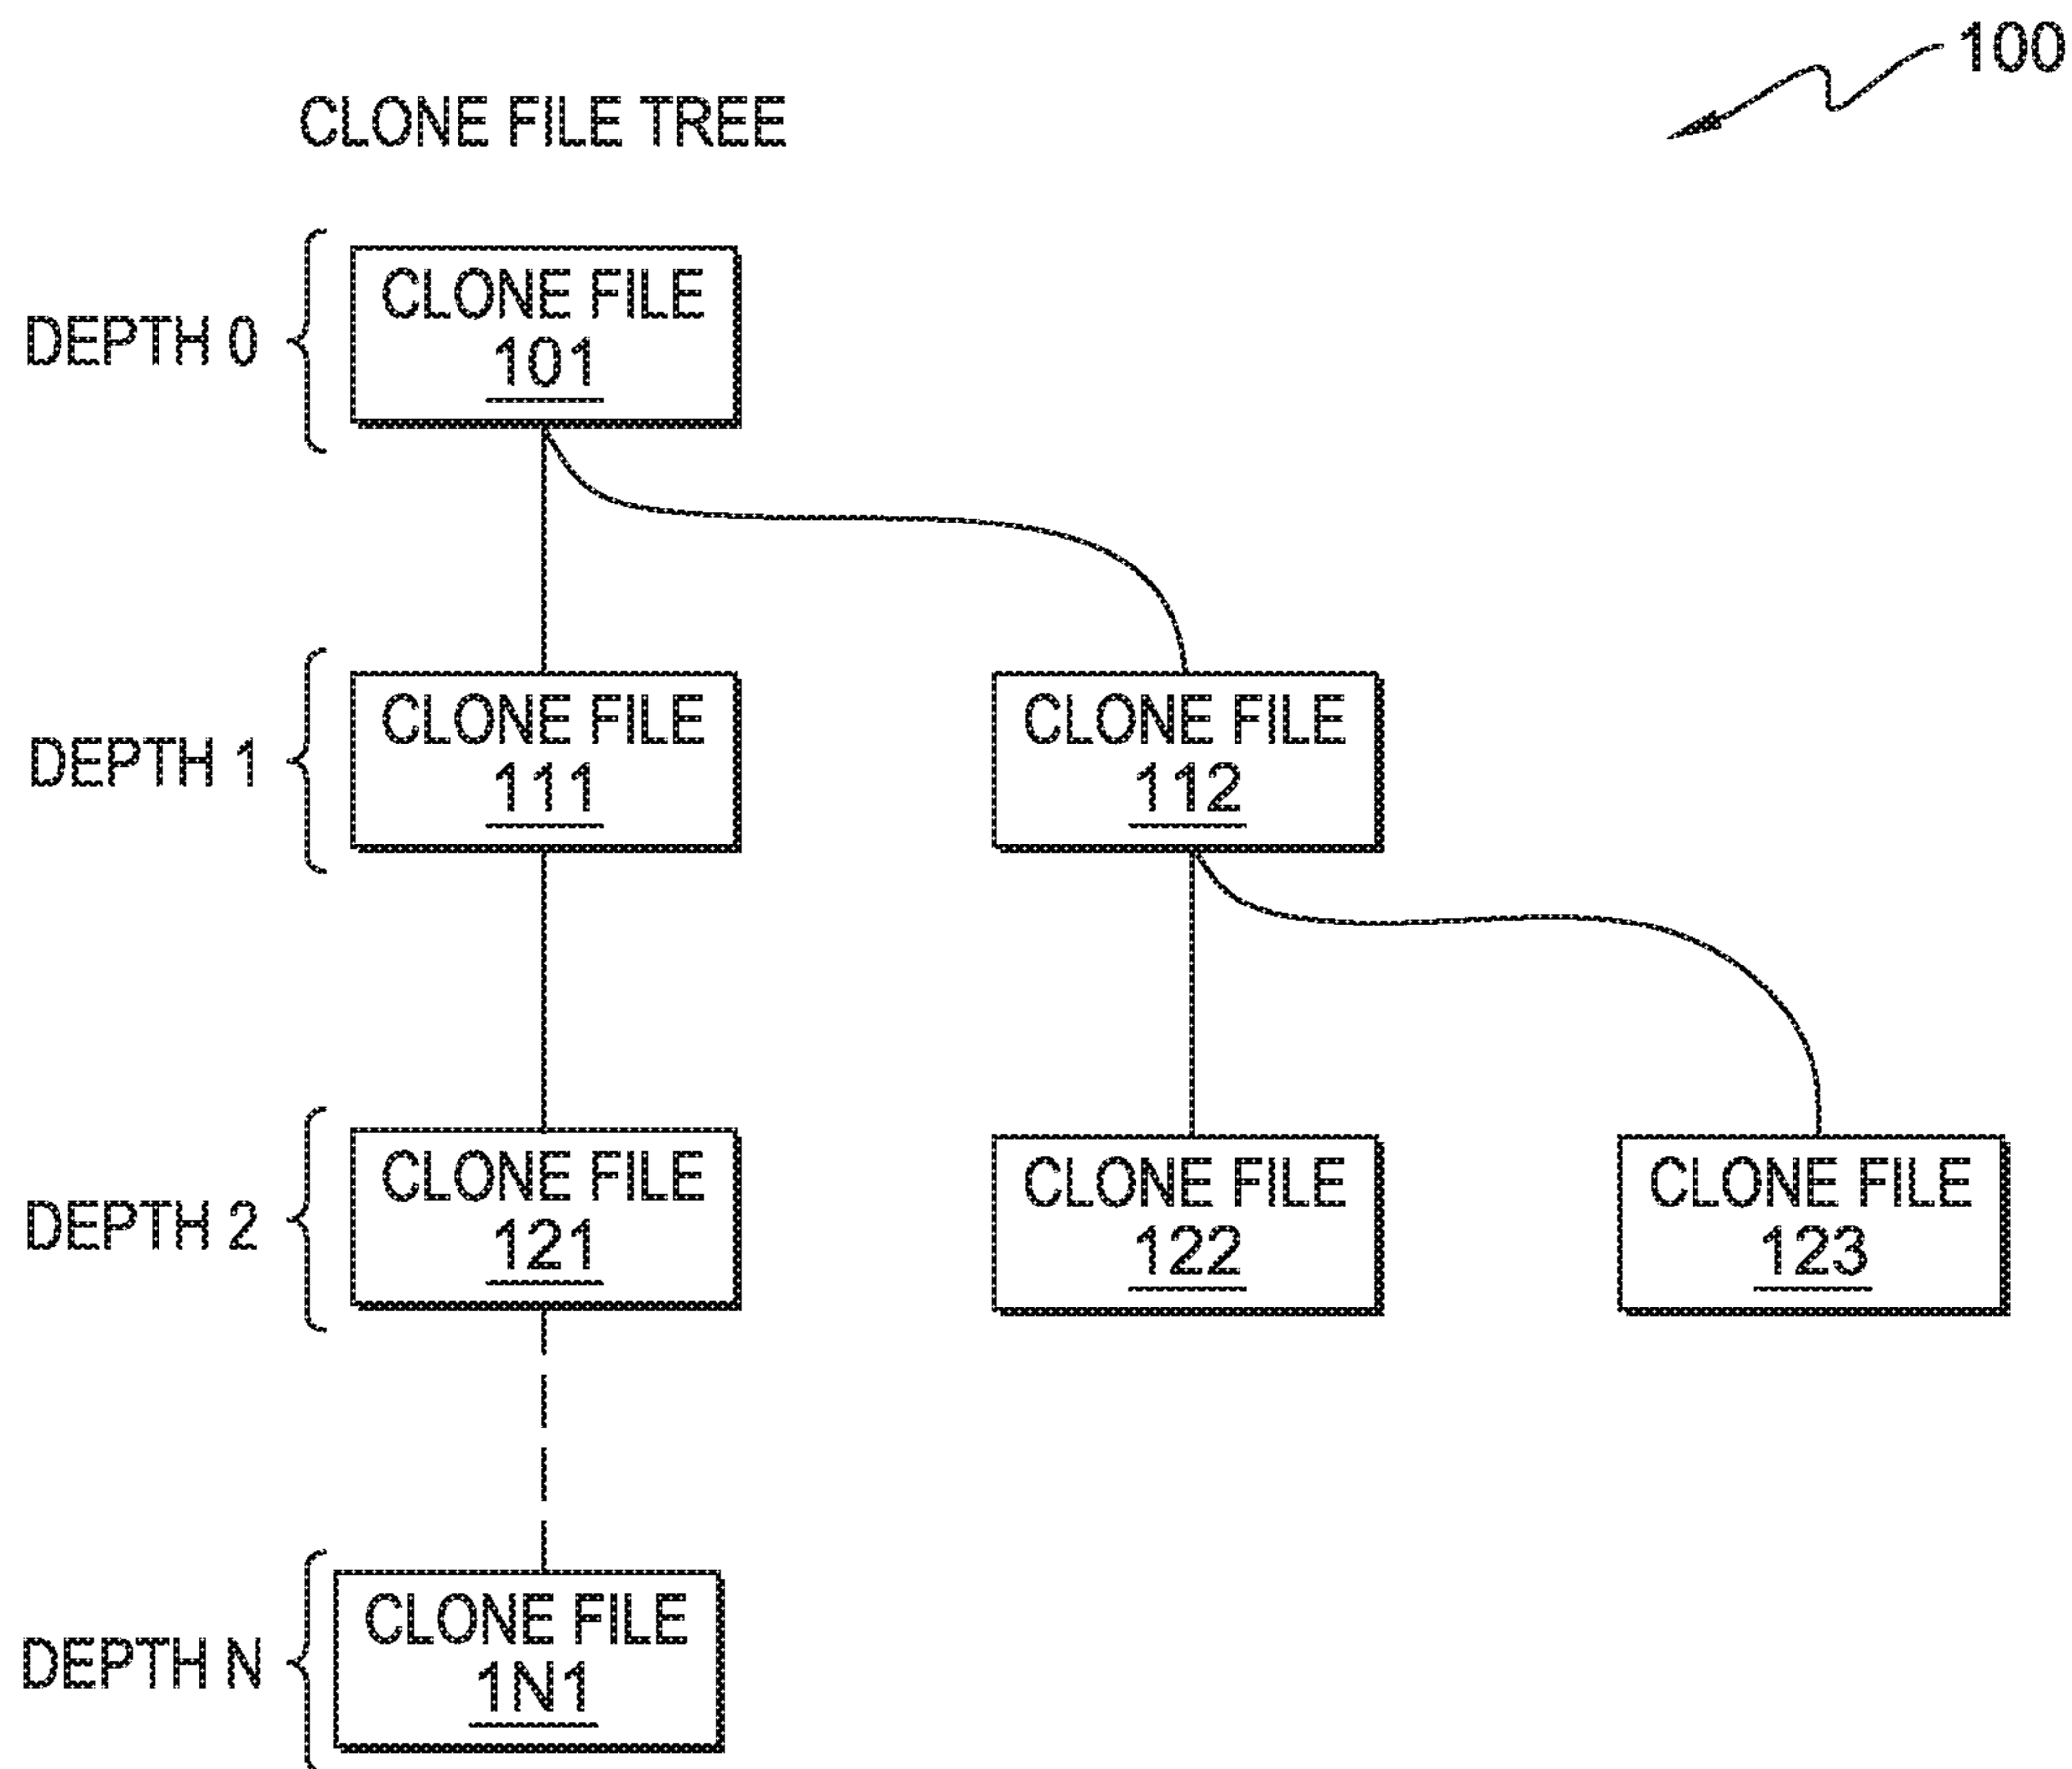 100
CLONE FILE TREE
DEPTH 0
CLONE FILE
101
DEPTH 1
CLONE FILE
111
CLONE FILE
112
DEPTH 2
CLONE FILE
121
CLONE FILE
122
CLONE FILE
123
DEPTH N
CLONE FILE
1N1